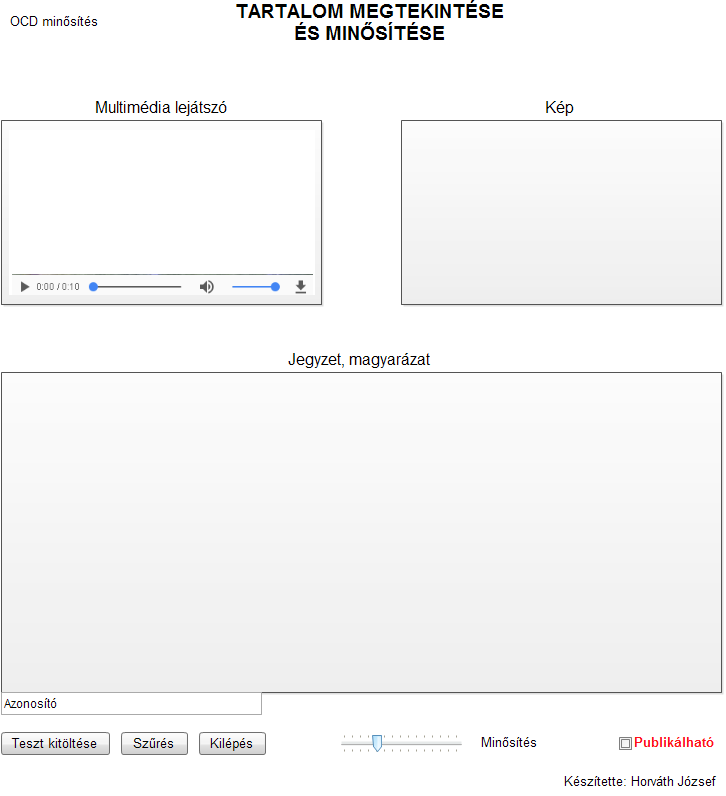 OCD minősítés
TARTALOM MEGTEKINTÉSE
ÉS MINŐSÍTÉSE
Multimédia lejátszó
Kép
0:00 / 0:10
Jegyzet, magyarázat
Azonosító
Teszt kitöltése
Szűrés
Kilépés
Minősítés
Publikálható
Készítette: Horváth József